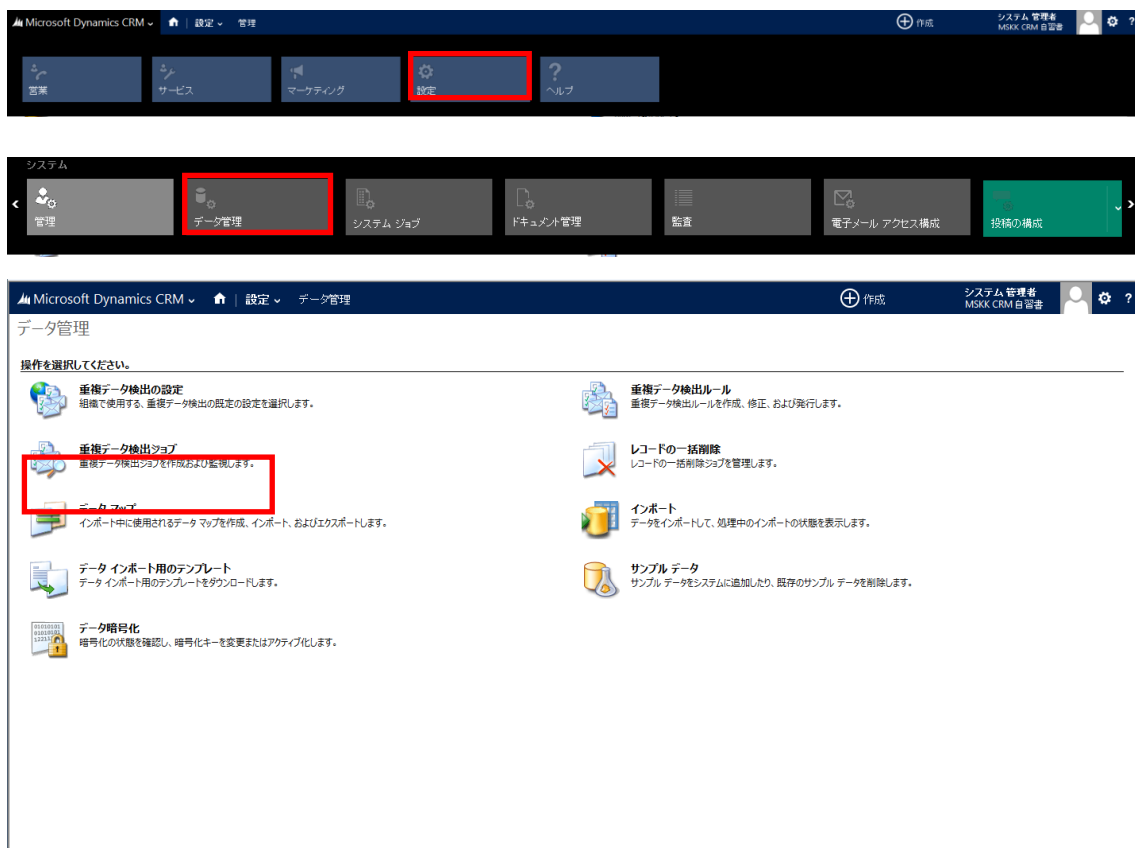 Microsoft Dynamics CRM 設定 管理 作成 システム 管理者
MSKK CRM 自習書
営業 サービス マーケティング 設定 ヘルプ
システム
管理 データ管理 システム ジョブ ドキュメント管理 監査 電子メール アクセス構成 投稿の構成
Microsoft Dynamics CRM 設定 データ管理 作成 システム 管理者
MSKK CRM 自習書
データ管理
操作を選択してください。
重複データ検出の設定
組織で使用する、重複データ検出の既定の設定を選択します。
重複データ検出ルール
重複データ検出ルールを作成、修正、および発行します。
重複データ検出ジョブ
重複データ検出ジョブを作成および監視します。
レコードの一括削除
レコードの一括削除ジョブを管理します。
データ マップ
インポート中に使用されるデータ マップを作成、インポート、およびエクスポートします。
インポート
データをインポートして、処理中のインポートの状態を表示します。
データ インポート用のテンプレート
データ インポート用のテンプレートをダウンロードします。
サンプル データ
サンプル データをシステムに追加したり、既存のサンプル データを削除します。
データ暗号化
暗号化の状態を確認し、暗号化キーを変更またはアクティブ化します。